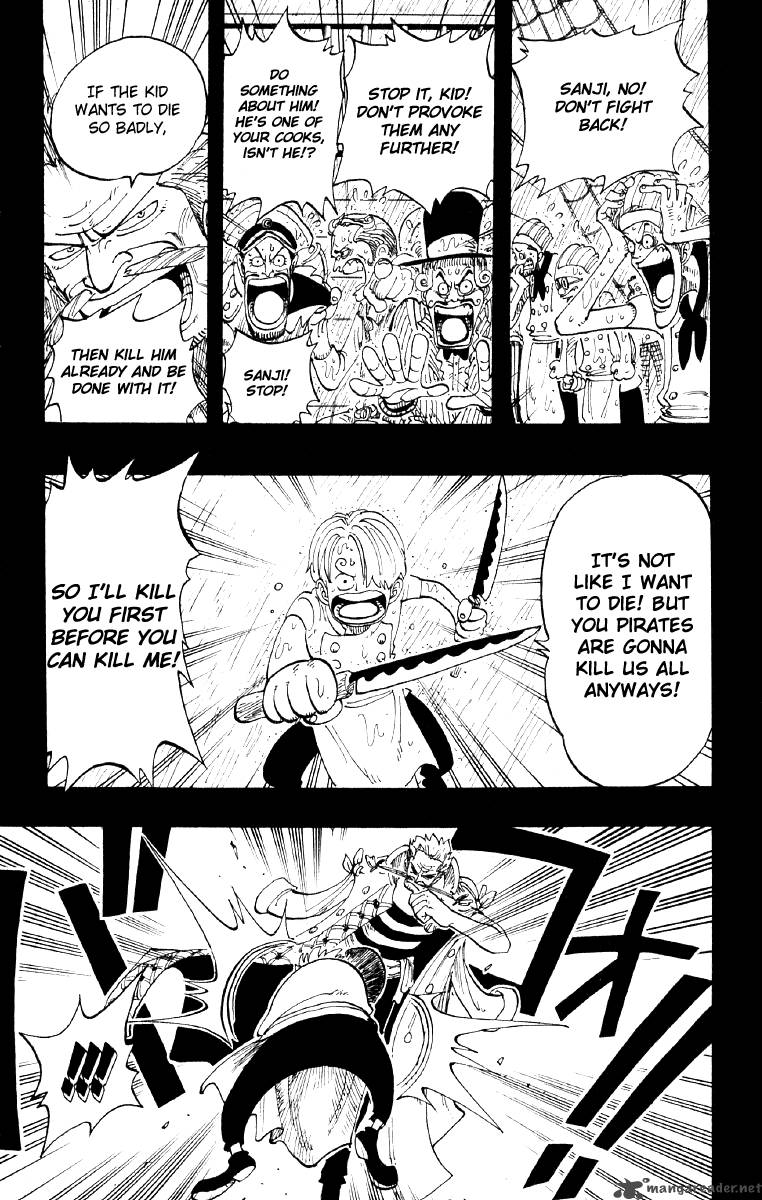 SANJI, NO!
DON'T FIGHT
BACK!
STOP IT, KID!
DON'T PROVOKE
THEM ANY
FURTHER!
DO
SOMETHING
ABOUT HIM!
HE'S ONE OF
YOUR COOKS,
ISN'T HE!?
SANJI!
STOP!
IF THE KID
WANTS TO DIE
SO BADLY,
THEN KILL HIM
ALREADY AND BE
DONE WITH IT!
IT'S NOT
LIKE I WANT
TO DIE! BUT
YOU PIRATES
ARE GONNA
KILL US ALL
ANYWAYS!
SO I'LL KILL
YOU FIRST
BEFORE YOU
CAN KILL ME!
!!!
mangareader.net